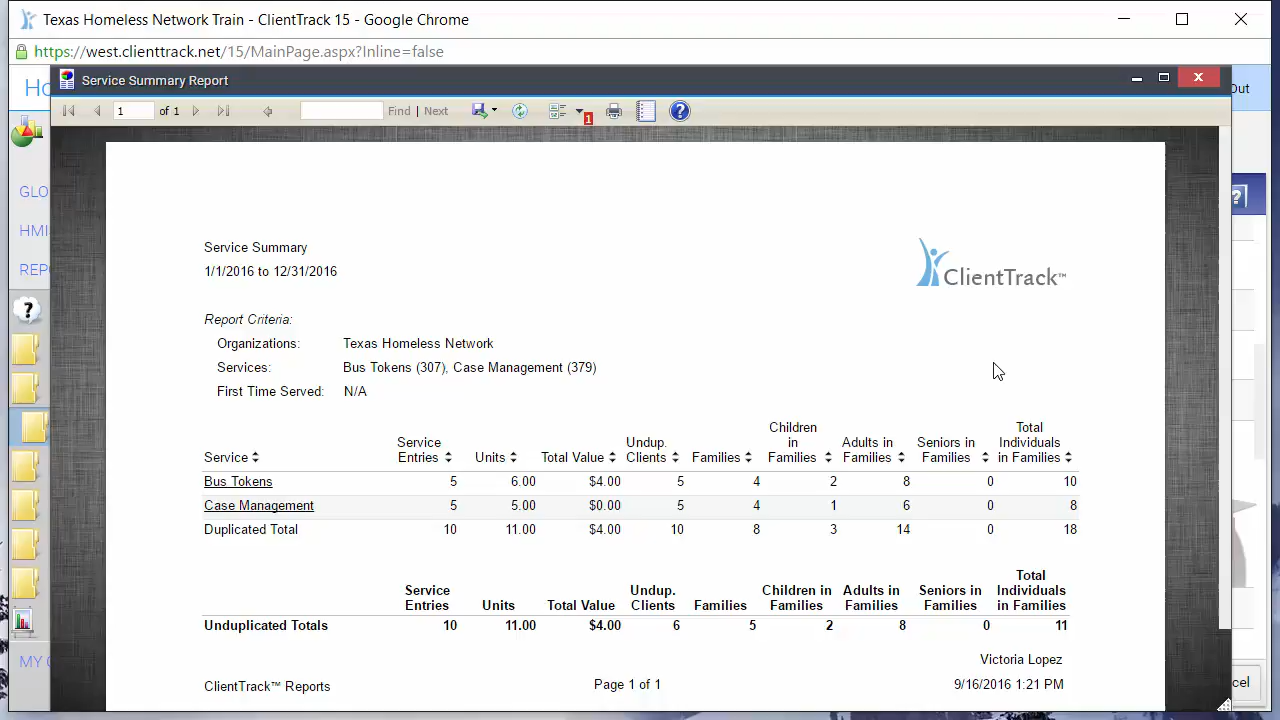 Texas Homeless Network Train - ClientTrack 15 - Google Chrome
https://west.clienttrack.net/15/MainPage.aspx?Inline=false
Service Summary Report
1 of 1 Find | Next 1 ?
Out
GLO
HMI
REP
?
MY
cel
Service Summary
1/1/2016 to 12/31/2016
ClientTrack™
Report Criteria:
Organizations: Texas Homeless Network
Services: Bus Tokens (307), Case Management (379)
First Time Served: N/A
Service Service Entries Units Total Value Undup. Clients Families Children in Families Adults in Families Seniors in Families Total Individuals in Families
Bus Tokens 5 6.00 $4.00 5 4 2 8 0 10
Case Management 5 5.00 $0.00 5 4 1 6 0 8
Duplicated Total 10 11.00 $4.00 10 8 3 14 0 18
Service Entries Units Total Value Undup. Clients Families Children in Families Adults in Families Seniors in Families Total Individuals in Families
Unduplicated Totals 10 11.00 $4.00 6 5 2 8 0 11
Victoria Lopez
ClientTrack™ Reports Page 1 of 1 9/16/2016 1:21 PM